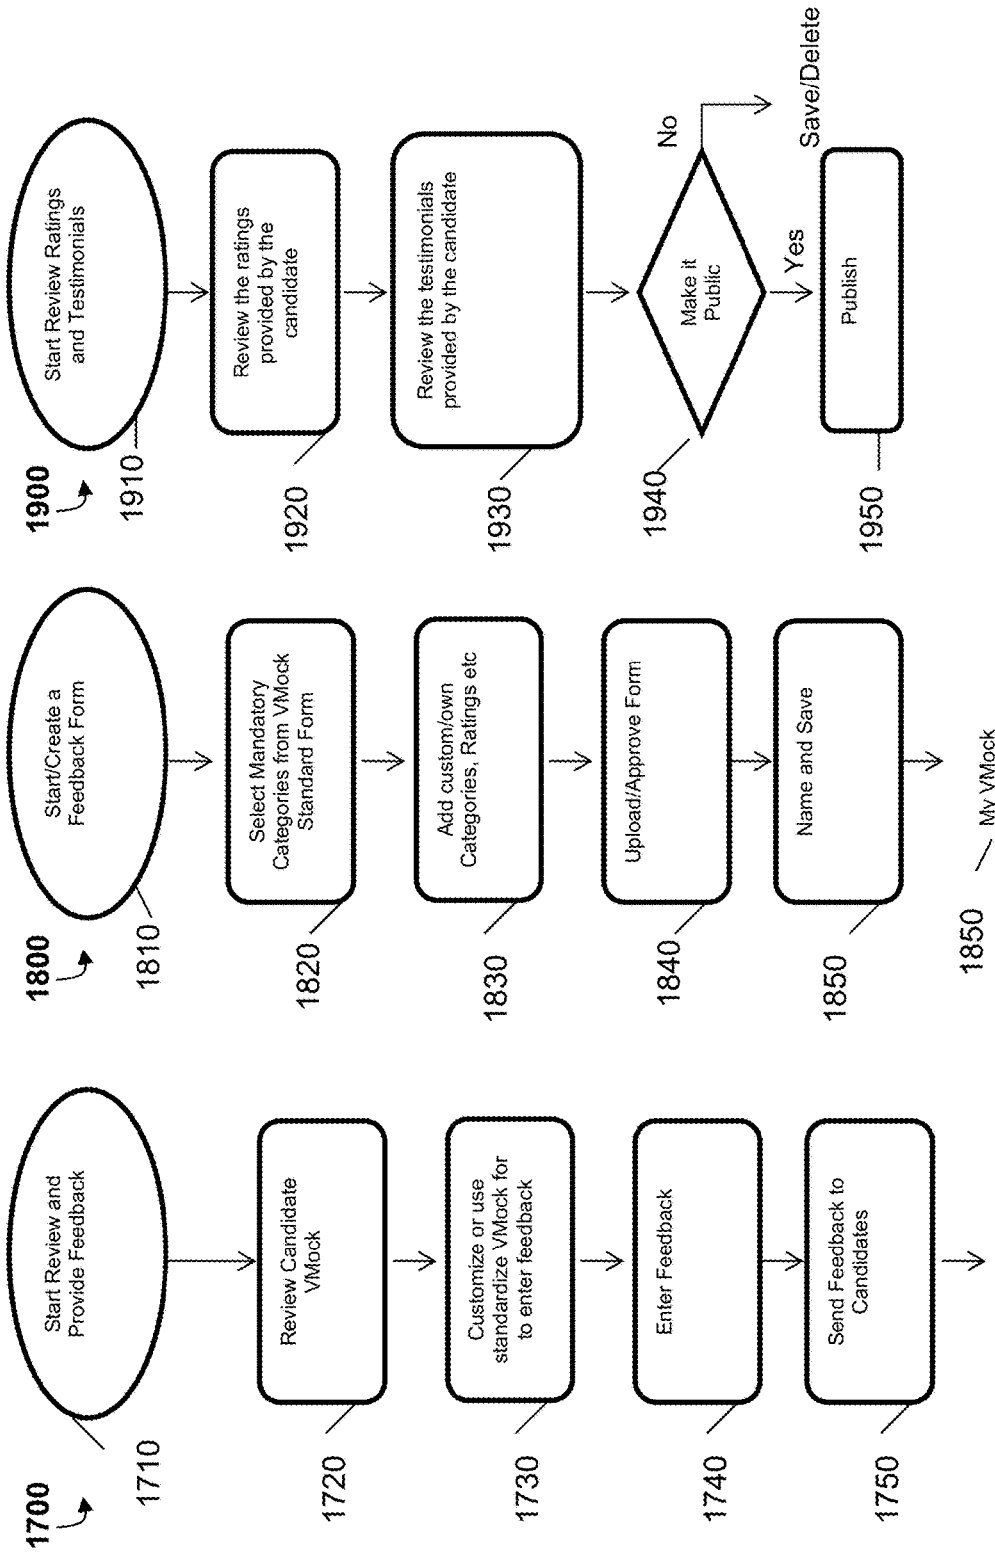 1700
1710
Start Review and
Provide Feedback
1720
Review Candidate
VMock
1730
Customize or use
standardize VMock for
to enter feedback
1740
Enter Feedback
1750
Send Feedback to
Candidates
1800
1810
Start/Create a
Feedback Form
1820
Select Mandatory
Categories from VMock
Standard Form
1830
Add custom/own
Categories, Ratings etc
1840
Upload/Approve Form
1850
Name and Save
1850
My VMock
1900
1910
Start Review Ratings
and Testimonials
1920
Review the ratings
provided by the
candidate
1930
Review the testimonials
provided by the candidate
1940
Make it
Public
No
Save/Delete
Yes
1950
Publish